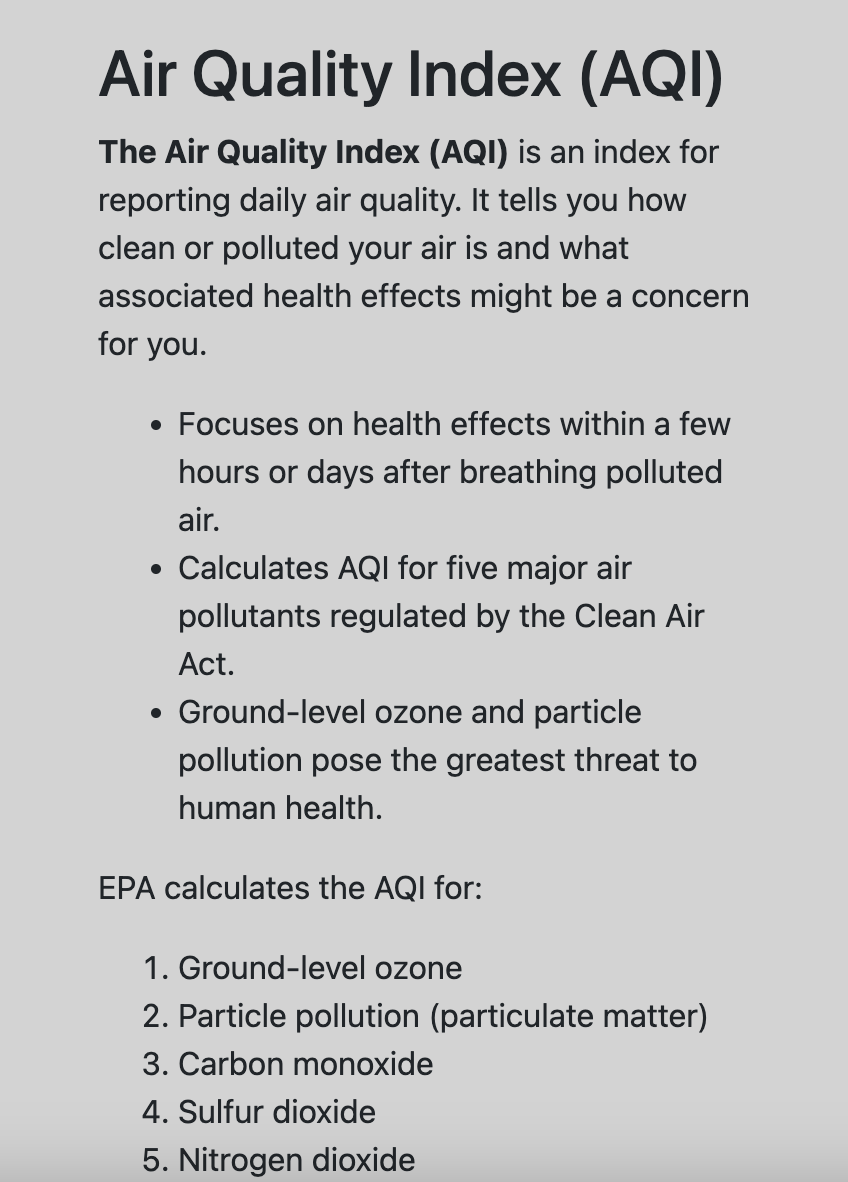 Air Quality Index (AQI)
The Air Quality Index (AQI) is an index for
reporting daily air quality. It tells you how
clean or polluted your air is and what
associated health effects might be a concern
for you.
• Focuses on health effects within a few
hours or days after breathing polluted
air.
• Calculates AQI for five major air
pollutants regulated by the Clean Air
Act.
• Ground-level ozone and particle
pollution pose the greatest threat to
human health.
EPA calculates the AQI for:
1. Ground-level ozone
2. Particle pollution (particulate matter)
3. Carbon monoxide
4. Sulfur dioxide
5. Nitrogen dioxide